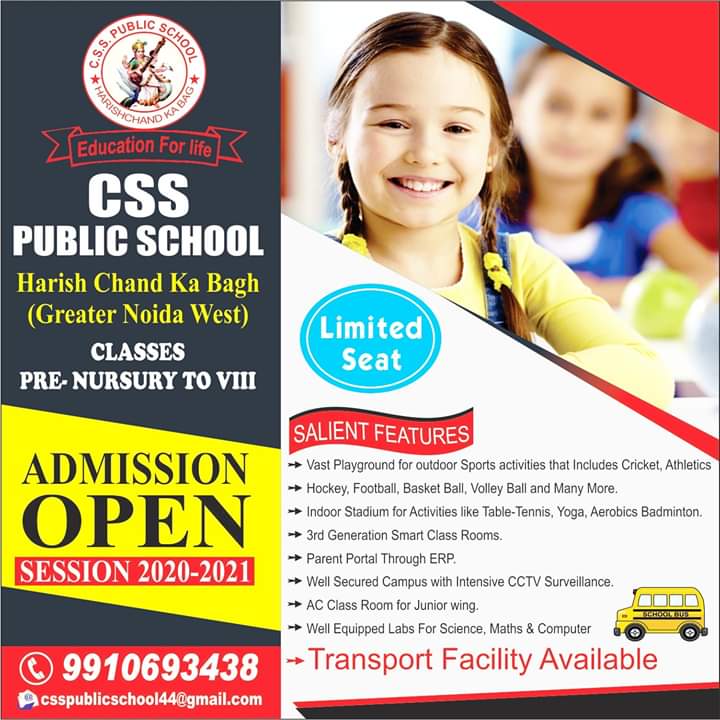 C.S.S. PUBLIC SCHOOL
HARISHCHAND KA BAG
Education For life
CSS
PUBLIC SCHOOL
Harish Chand Ka Bagh
(Greater Noida West)
CLASSES
PRE- NURSURY TO VIII
ADMISSION
OPEN
SESSION 2020-2021
9910693438
csspublicschool44@gmail.com
Limited
Seat
SALIENT FEATURES
Vast Playground for outdoor Sports activities that Includes Cricket, Athletics
Hockey, Football, Basket Ball, Volley Ball and Many More.
Indoor Stadium for Activities like Table-Tennis, Yoga, Aerobics Badminton.
3rd Generation Smart Class Rooms.
Parent Portal Through ERP.
Well Secured Campus with Intensive CCTV Surveillance.
AC Class Room for Junior wing.
Well Equipped Labs For Science, Maths & Computer
Transport Facility Available
SCHOOL BUS